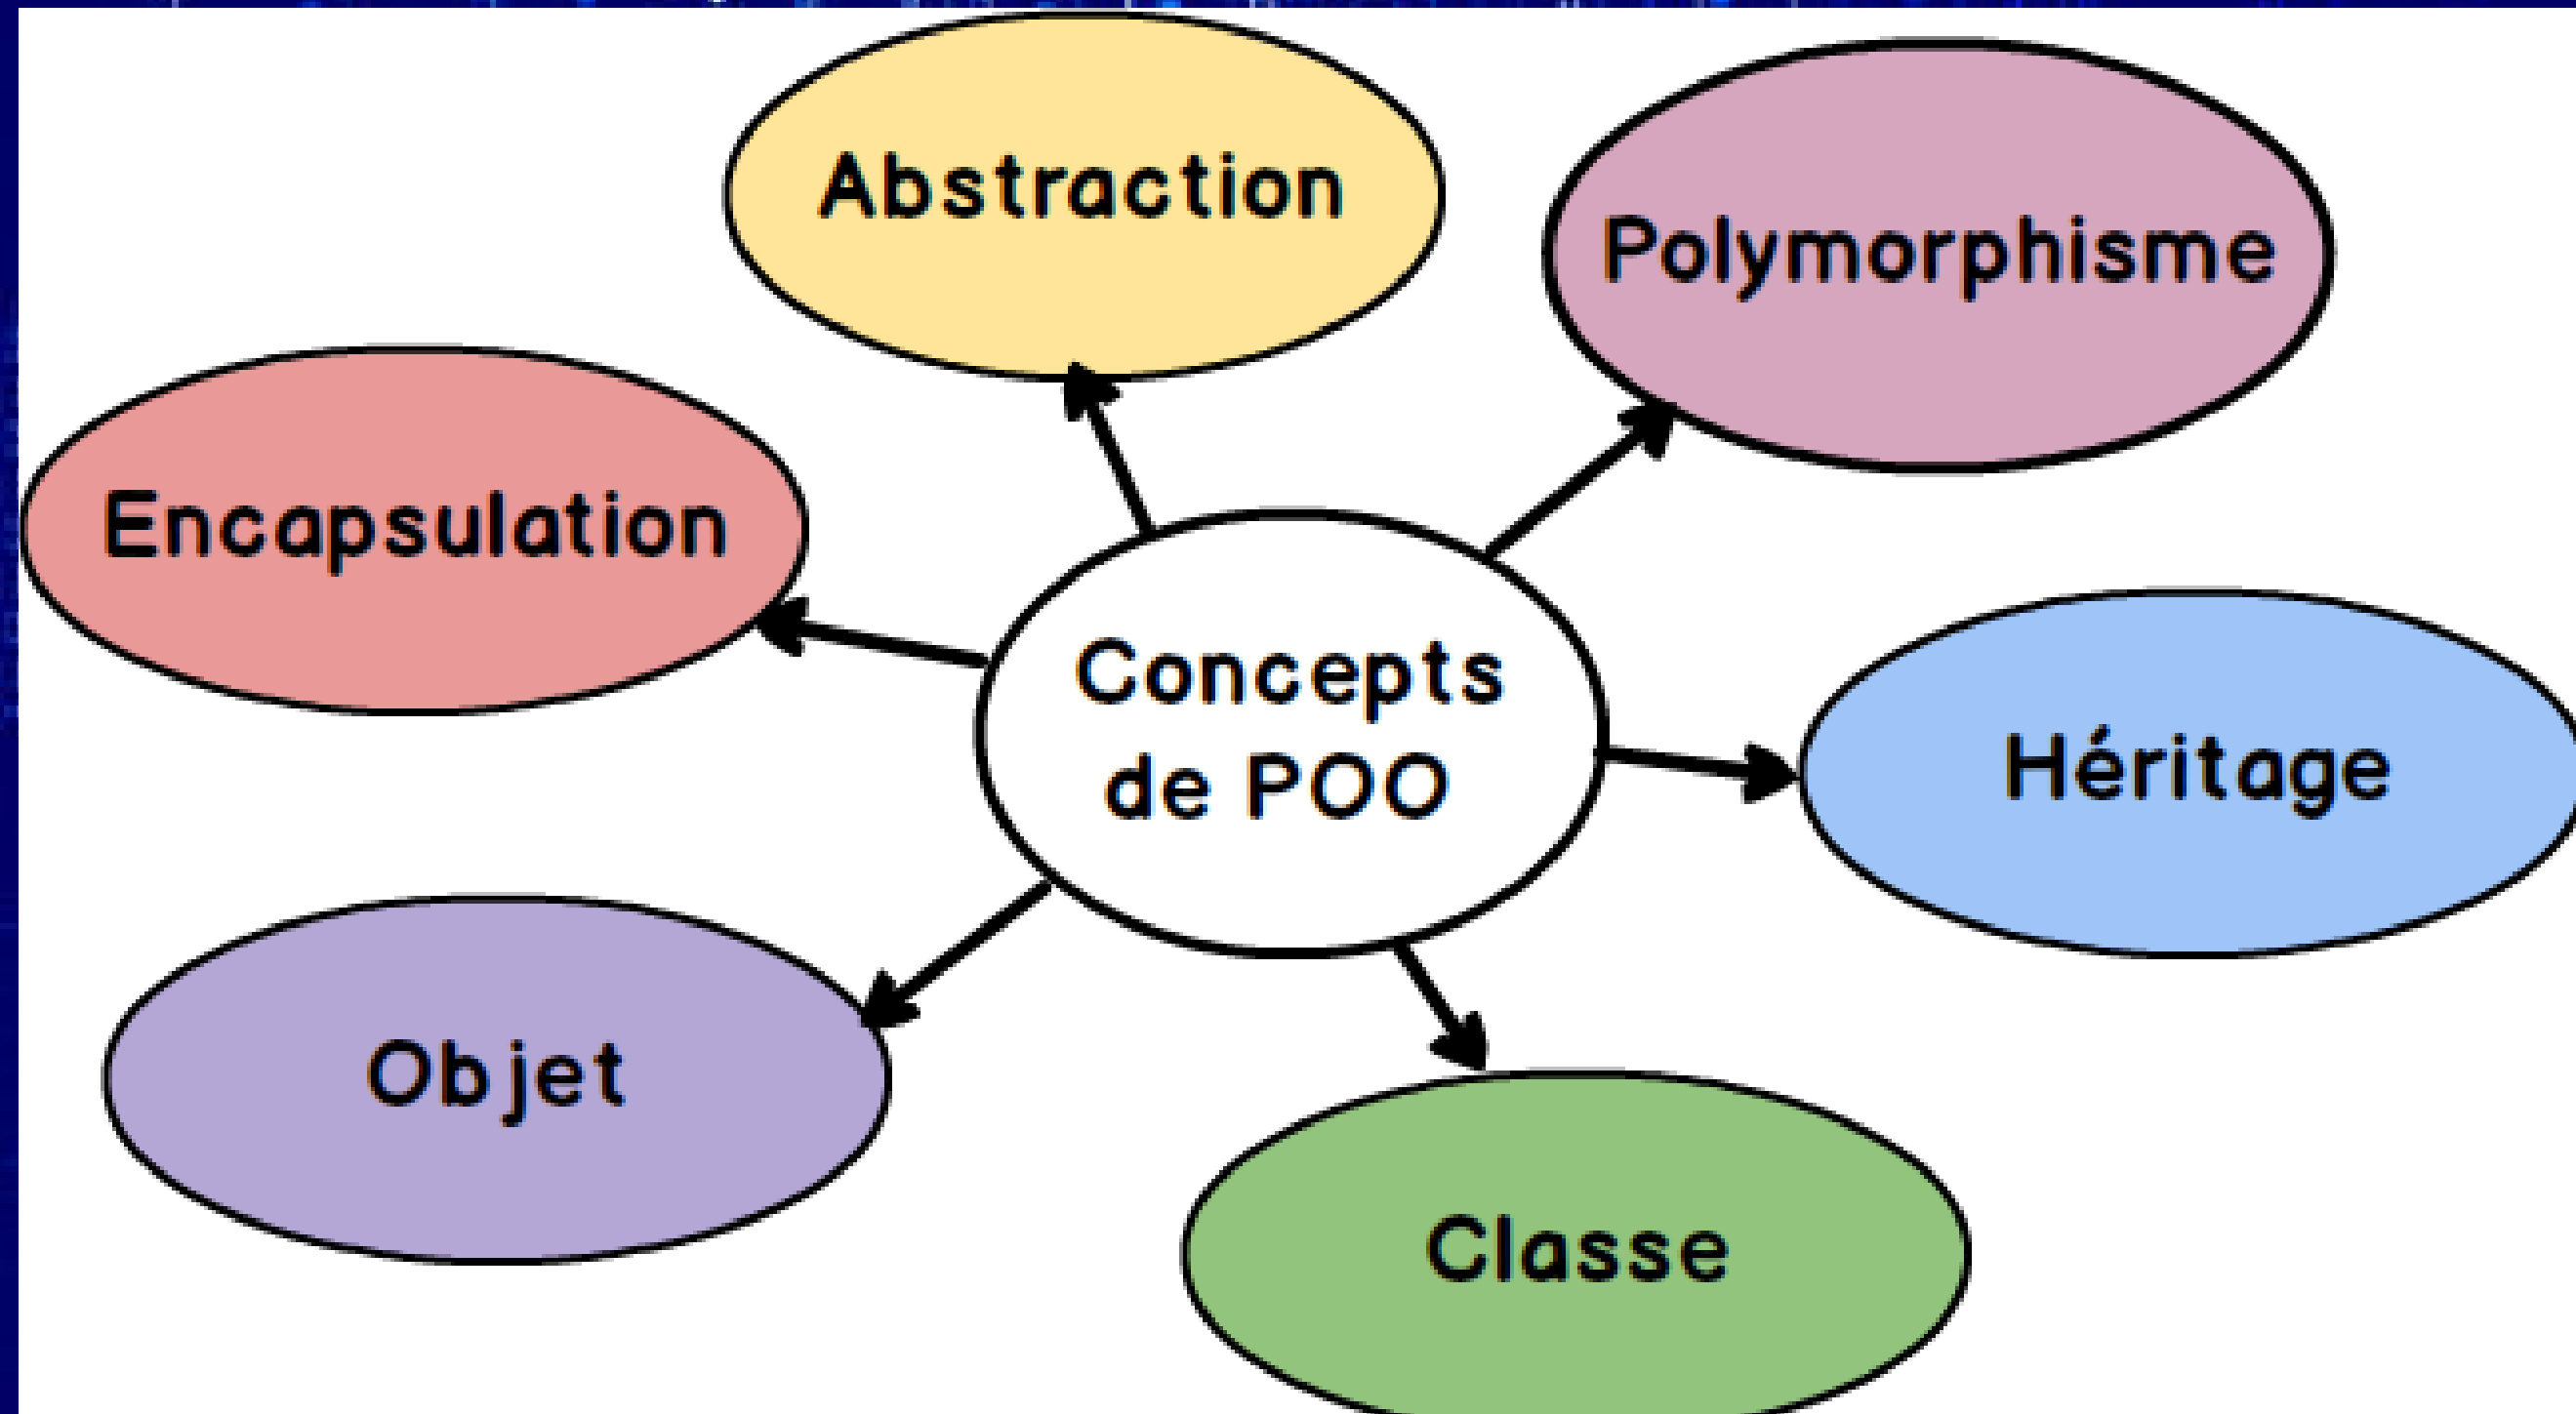 Abstraction
Polymorphisme
Encapsulation
Concepts
de POO
Héritage
Objet
Classe